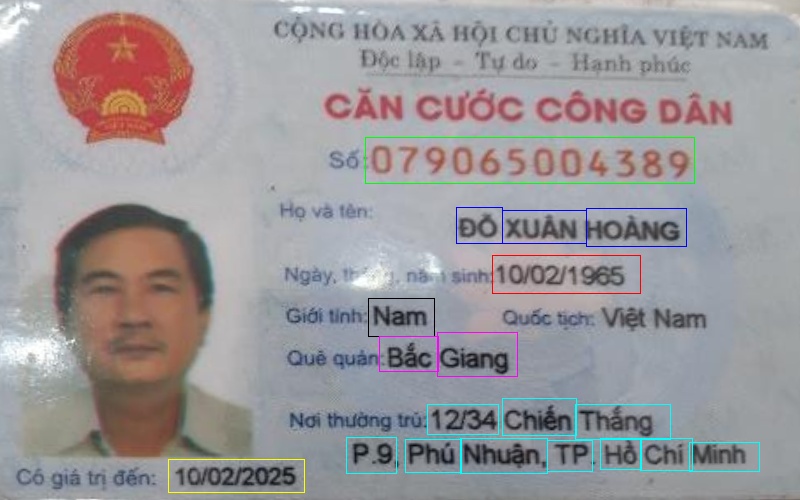 CỘNG HÒA XÃ HỘI CHỦ NGHĨA VIỆT NAM
Độc lập - Tự do - Hạnh phúc
CĂN CƯỚC CÔNG DÂN
Số: 079065004389
Họ và tên: ĐỖ XUÂN HOÀNG
Ngày, tháng, năm sinh: 10/02/1965
Giới tính: Nam Quốc tịch: Việt Nam
Quê quán: Bắc Giang
Nơi thường trú: 12/34 Chiến Thắng
P.9, Phú Nhuận, TP. Hồ Chí Minh
Có giá trị đến: 10/02/2025